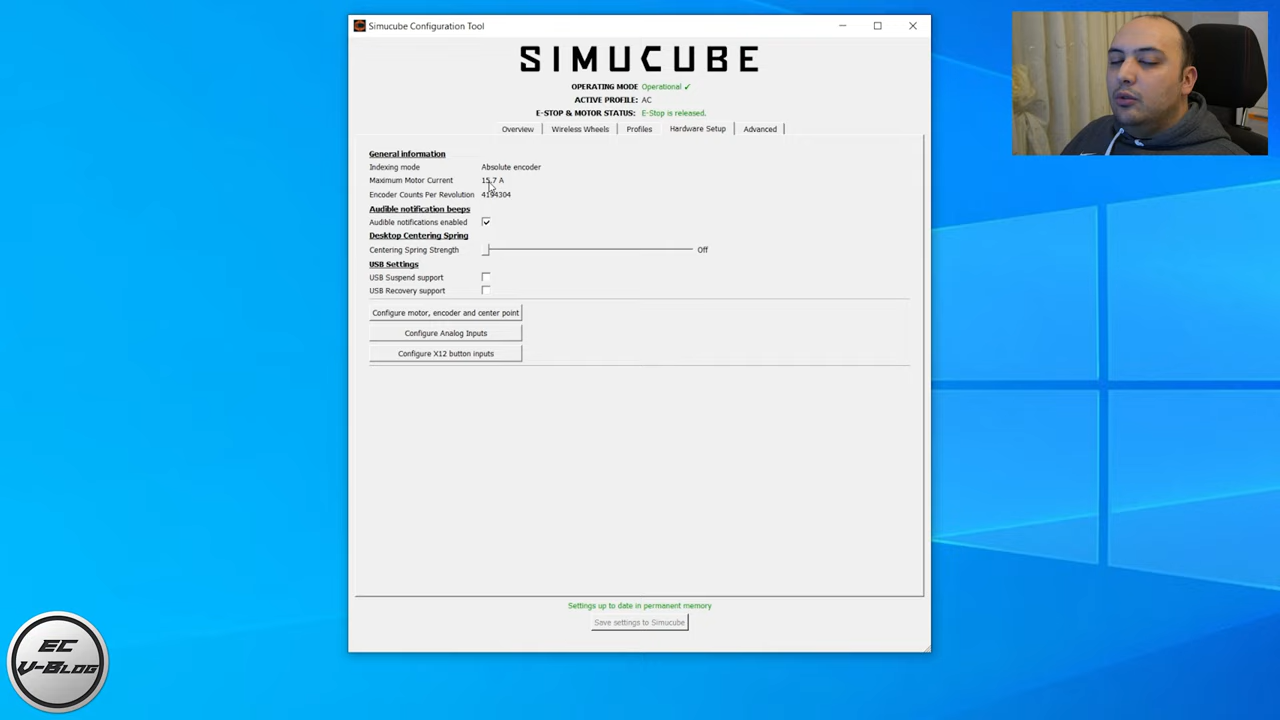 Simucube Configuration Tool
SIMUCUBE
OPERATING MODE Operational ✓
ACTIVE PROFILE: AC
E-STOP & MOTOR STATUS: E-Stop is released.
Overview Wireless Wheels Profiles Hardware Setup Advanced
General information
Indexing mode Absolute encoder
Maximum Motor Current 15.7 A
Encoder Counts Per Revolution 4194304
Audible notification beeps
Audible notifications enabled
Desktop Centering Spring
Centering Spring Strength Off
USB Settings
USB Suspend support
USB Recovery support
Configure motor, encoder and center point
Configure Analog Inputs
Configure X12 button inputs
Settings up to date in permanent memory
Save settings to Simucube
EC
V-BLOG